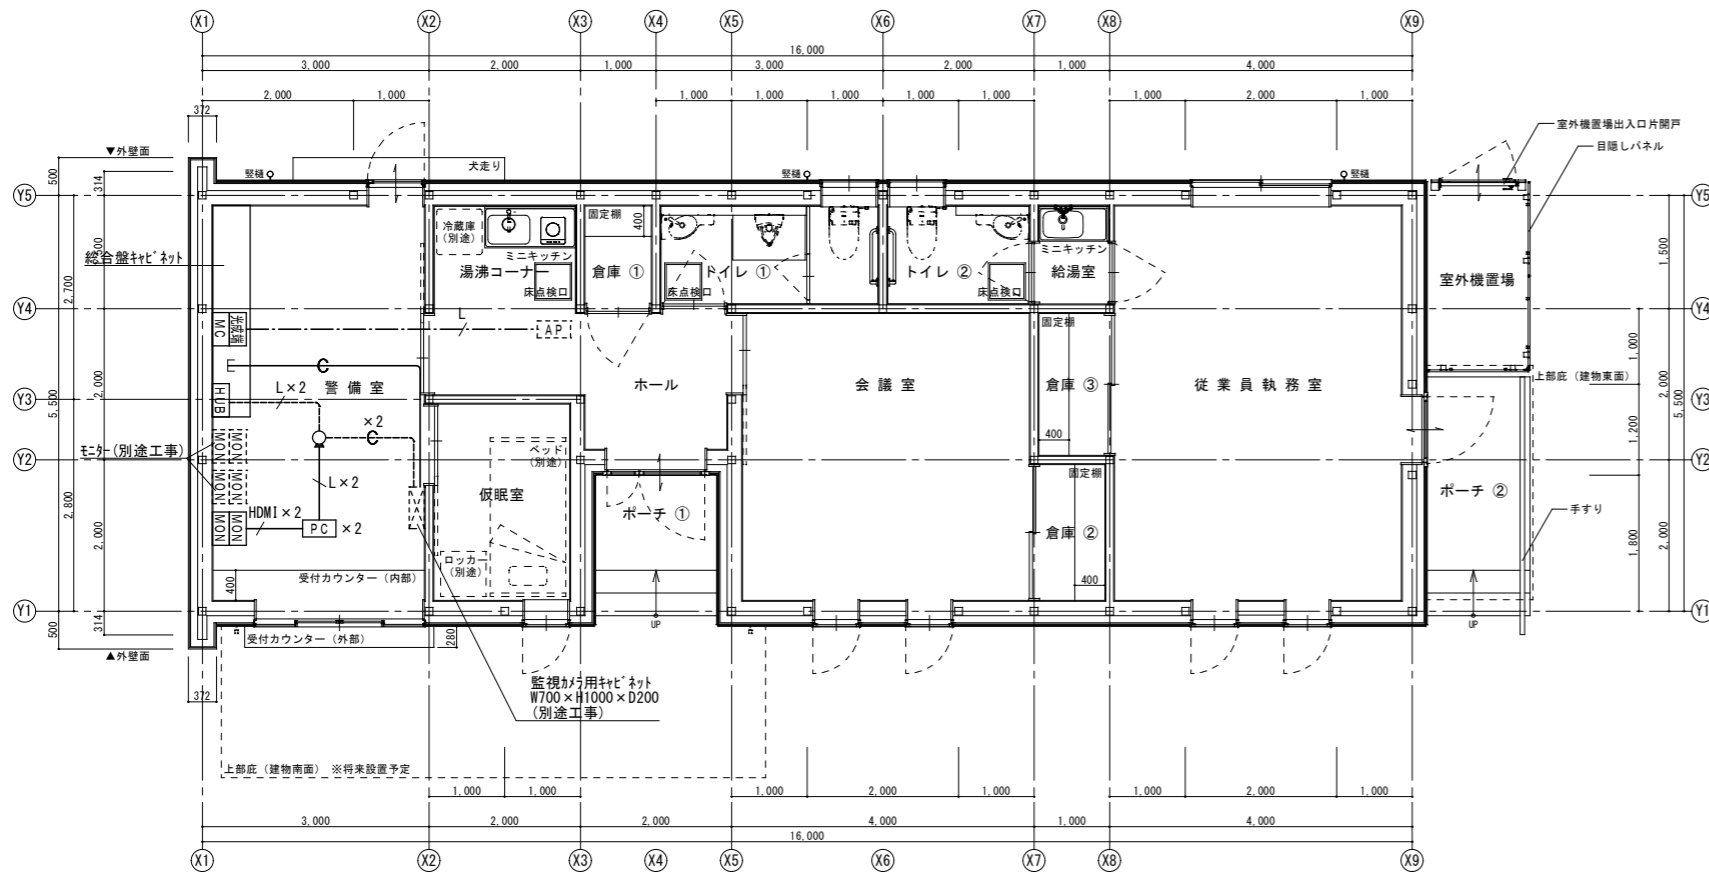 X1 X2 X3 X4 X5 X6 X7 X8 X9
16,000
3,000 2,000 1,000 3,000 2,000 1,000 4,000
2,000 1,000 1,000 1,000 1,000 1,000 1,000 1,000 2,000 1,000
372
室外機置場出入口片開戸
目隠しパネル
▼外壁面
犬走り
竪樋 竪樋 竪樋
500 314
Y5 Y5
冷蔵庫
(別途)
固定棚
400
ミニキッチン ミニキッチン
総合盤ｷｬﾋﾞﾈｯﾄ
湯沸コーナー 倉庫 ① トイレ ① トイレ ② 給湯室
室外機置場
床点検口 床点検口 床点検口
2,700
1,500
Y4 Y4
MC
L
AP
固定棚
1,000
上部庇（建物東面）
L×2 警備室
ホール 会議室 倉庫 ③ 従業員執務室
HUB
Y3 Y3
2,000 5,500
2,000 5,500
×2
400
1,200
ﾓﾆﾀｰ(別途工事)
MON MON
MON MON
MON MON
ベッド
(別途)
Y2 Y2
固定棚
L×2
仮眠室
ポーチ ① ポーチ ②
HDMI×2
PC ×2
倉庫 ②
手すり
2,800
2,000
1,800 2,000
ロッカー
(別途)
受付カウンター（内部）
400 400
Y1 Y1
UP UP
500 314
受付カウンター（外部）
280
▲外壁面
372
監視ｶﾒﾗ用ｷｬﾋﾞﾈｯﾄ
W700×H1000×D200
(別途工事)
上部庇（建物南面） ※将来設置予定
1,000 1,000 1,000 2,000 1,000 1,000 2,000 1,000
3,000 2,000 2,000 4,000 1,000 4,000
16,000
X1 X2 X3 X4 X5 X6 X7 X8 X9